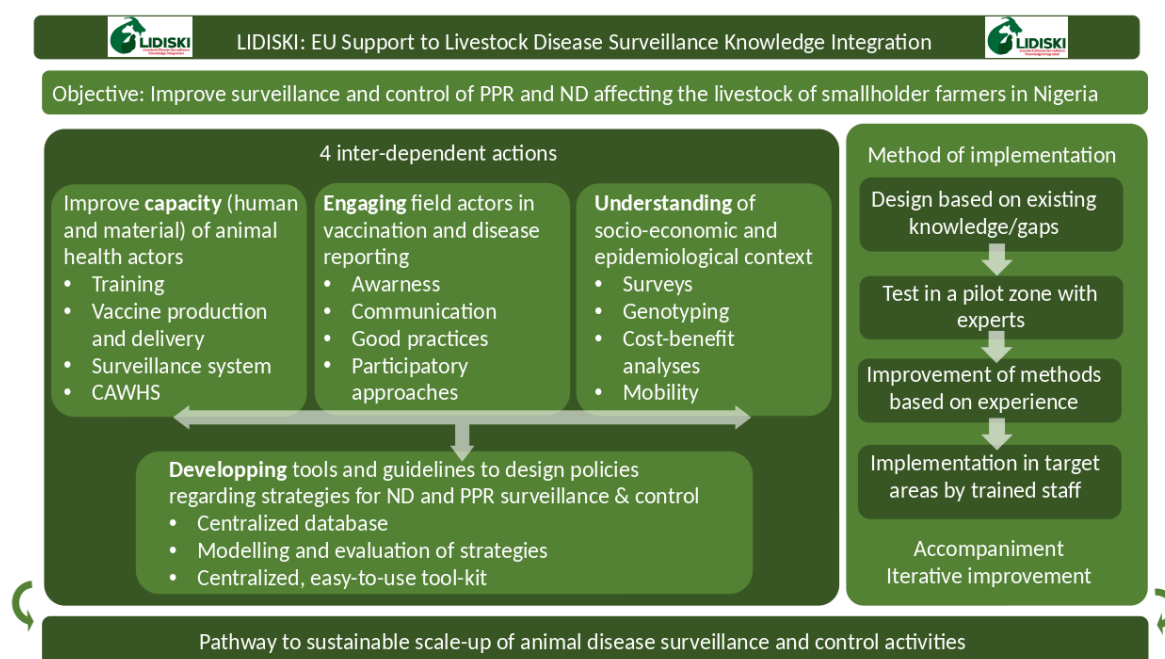 LIDISKI
LIDISKI: EU Support to Livestock Disease Surveillance Knowledge Integration
LIDISKI
Objective: Improve surveillance and control of PPR and ND affecting the livestock of smallholder farmers in Nigeria
4 inter-dependent actions
Improve capacity (human
and material) of animal
health actors
• Training
• Vaccine production
and delivery
• Surveillance system
• CAWHS
Engaging field actors in
vaccination and disease
reporting
• Awarness
• Communication
• Good practices
• Participatory
approaches
Understanding of
socio-economic and
epidemiological context
• Surveys
• Genotyping
• Cost-benefit
analyses
• Mobility
Developping tools and guidelines to design policies
regarding strategies for ND and PPR surveillance & control
• Centralized database
• Modelling and evaluation of strategies
• Centralized, easy-to-use tool-kit
Method of implementation
Design based on existing
knowledge/gaps
Test in a pilot zone with
experts
Improvement of methods
based on experience
Implementation in target
areas by trained staff
Accompaniment
Iterative improvement
Pathway to sustainable scale-up of animal disease surveillance and control activities